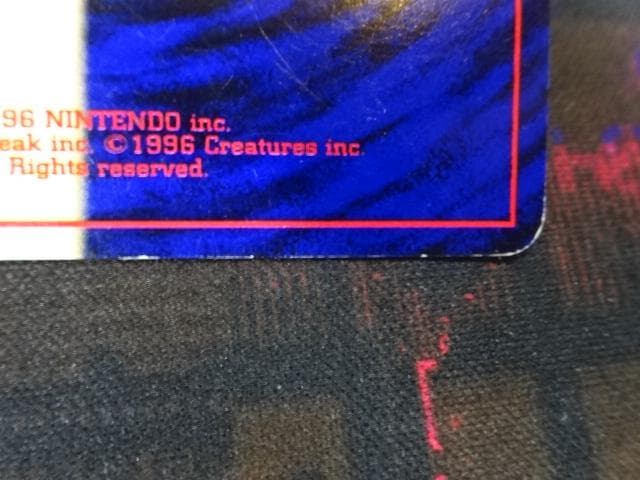 96 NINTENDO inc.
eak inc. ©1996 Creatures inc.
Rights reserved.